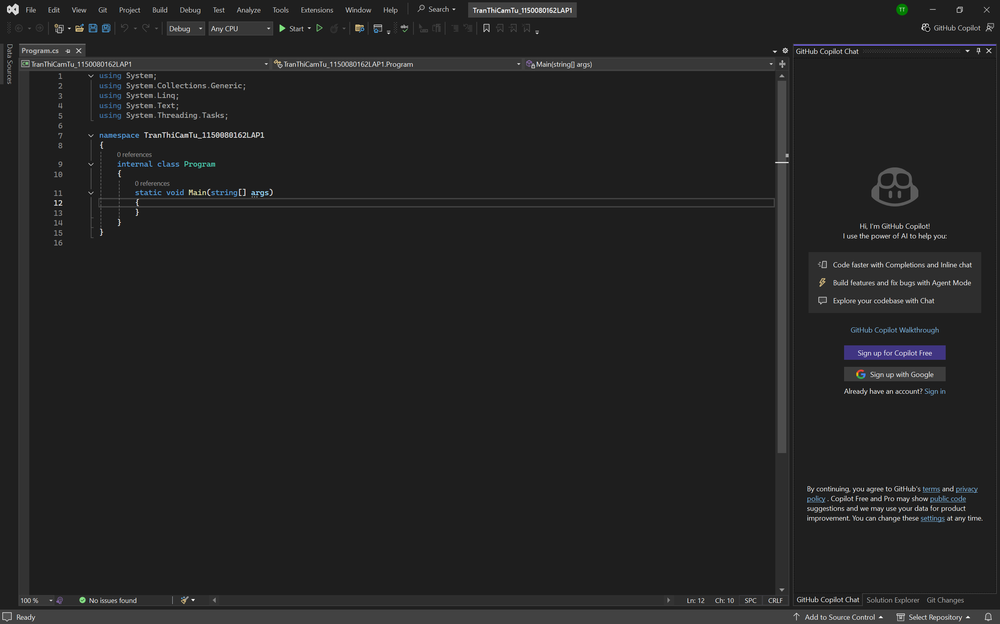 File Edit View Git Project Build Debug Test Analyze Tools Extensions Window Help Search TranThiCamTu_1150080162LAP1 TT
Debug Any CPU Start abc GitHub Copilot
Data Sources
Program.cs
TranThiCamTu_1150080162LAP1 TranThiCamTu_1150080162LAP1.Program Main(string[] args)
1 using System;
2 using System.Collections.Generic;
3 using System.Linq;
4 using System.Text;
5 using System.Threading.Tasks;
6
7 namespace TranThiCamTu_1150080162LAP1
8 {
0 references
9 internal class Program
10 {
0 references
11 static void Main(string[] args)
12 {
13 }
14 }
15 }
16
100 % No issues found Ln: 12 Ch: 10 SPC CRLF
GitHub Copilot Chat
Hi, I'm GitHub Copilot!
I use the power of AI to help you:
Code faster with Completions and Inline chat
Build features and fix bugs with Agent Mode
Explore your codebase with Chat
GitHub Copilot Walkthrough
Sign up for Copilot Free
Sign up with Google
Already have an account? Sign in
By continuing, you agree to GitHub's terms and privacy
policy . Copilot Free and Pro may show public code
suggestions and we may use your data for product
improvement. You can change these settings at any time.
GitHub Copilot Chat Solution Explorer Git Changes
Ready Add to Source Control Select Repository